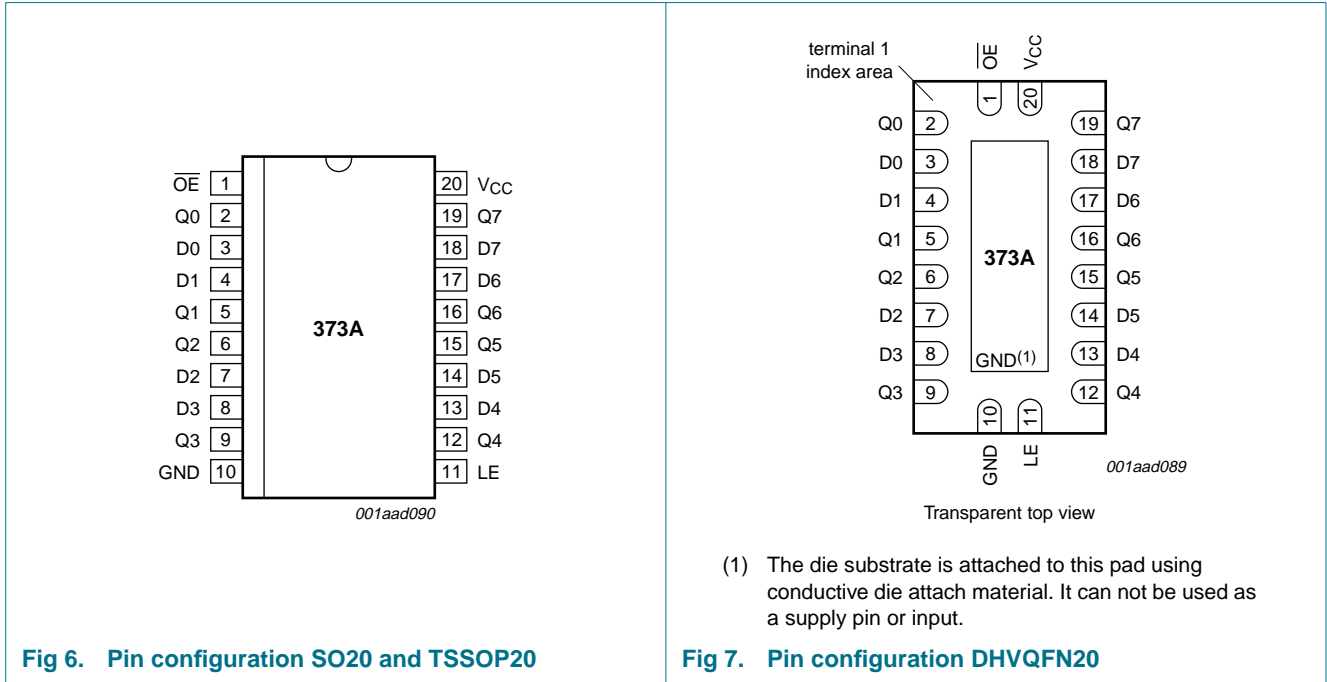 OE 1 20 VCC
Q0 2 19 Q7
D0 3 18 D7
D1 4 17 D6
Q1 5 16 Q6
373A
Q2 6 15 Q5
D2 7 14 D5
D3 8 13 D4
Q3 9 12 Q4
GND 10 11 LE
001aad090
Fig 6. Pin configuration SO20 and TSSOP20
terminal 1
index area
OE VCC
1 20
Q0 2 19 Q7
D0 3 18 D7
D1 4 17 D6
Q1 5 16 Q6
373A
Q2 6 15 Q5
D2 7 14 D5
D3 8 GND(1) 13 D4
Q3 9 12 Q4
10 11
GND LE
001aad089
Transparent top view
(1) The die substrate is attached to this pad using
conductive die attach material. It can not be used as
a supply pin or input.
Fig 7. Pin configuration DHVQFN20